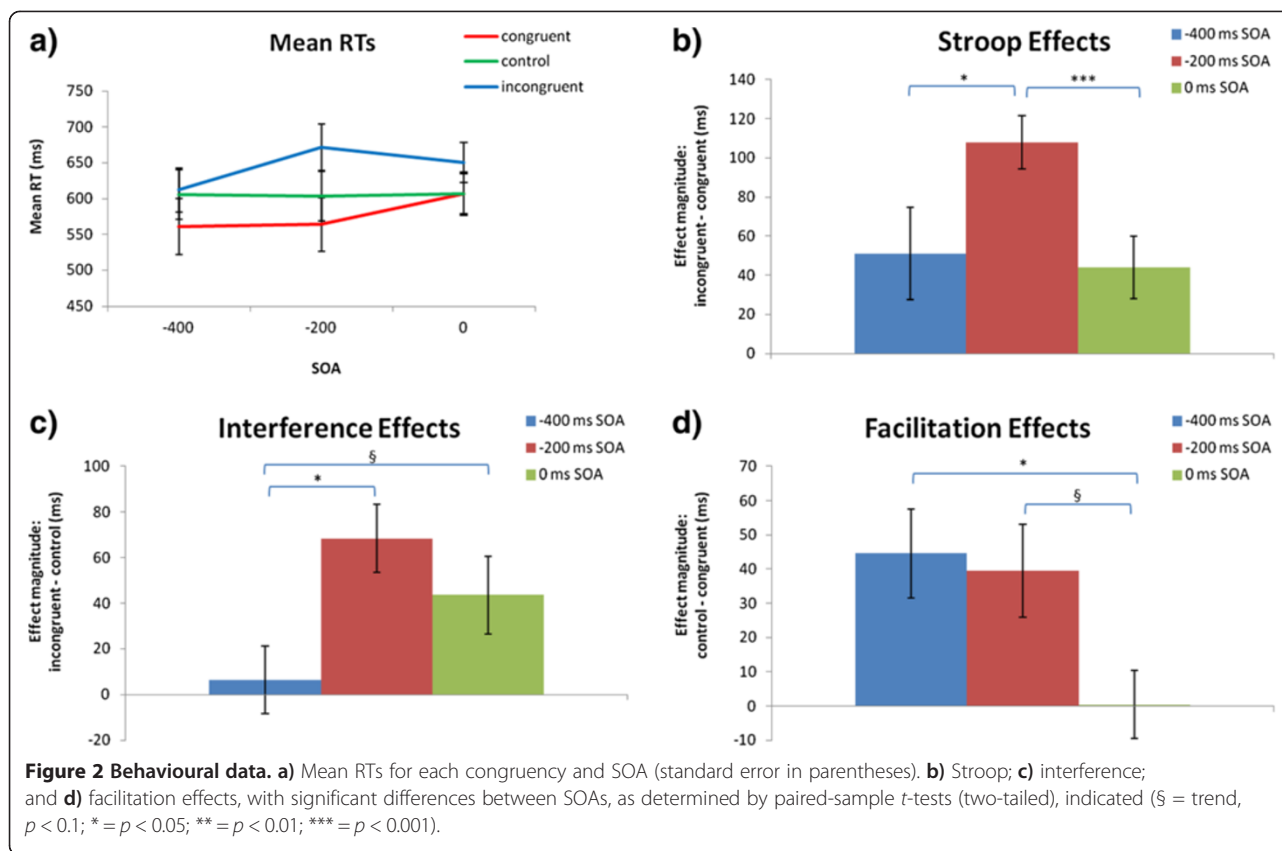 a)
Mean RTs
congruent
control
incongruent
750
700
650
600
550
500
450
Mean RT (ms)
-400
-200
0
SOA
b)
Stroop Effects
-400 ms SOA
-200 ms SOA
0 ms SOA
140
120
100
80
60
40
20
0
Effect magnitude:
incongruent - congruent (ms)
*
***
c)
Interference Effects
-400 ms SOA
-200 ms SOA
0 ms SOA
100
80
60
40
20
0
-20
Effect magnitude:
incongruent - control (ms)
§
*
d)
Facilitation Effects
-400 ms SOA
-200 ms SOA
0 ms SOA
70
60
50
40
30
20
10
0
-10
Effect magnitude:
control - congruent (ms)
*
§
Figure 2 Behavioural data. a) Mean RTs for each congruency and SOA (standard error in parentheses). b) Stroop; c) interference;
and d) facilitation effects, with significant differences between SOAs, as determined by paired-sample t-tests (two-tailed), indicated (§ = trend,
p < 0.1; * = p < 0.05; ** = p < 0.01; *** = p < 0.001).